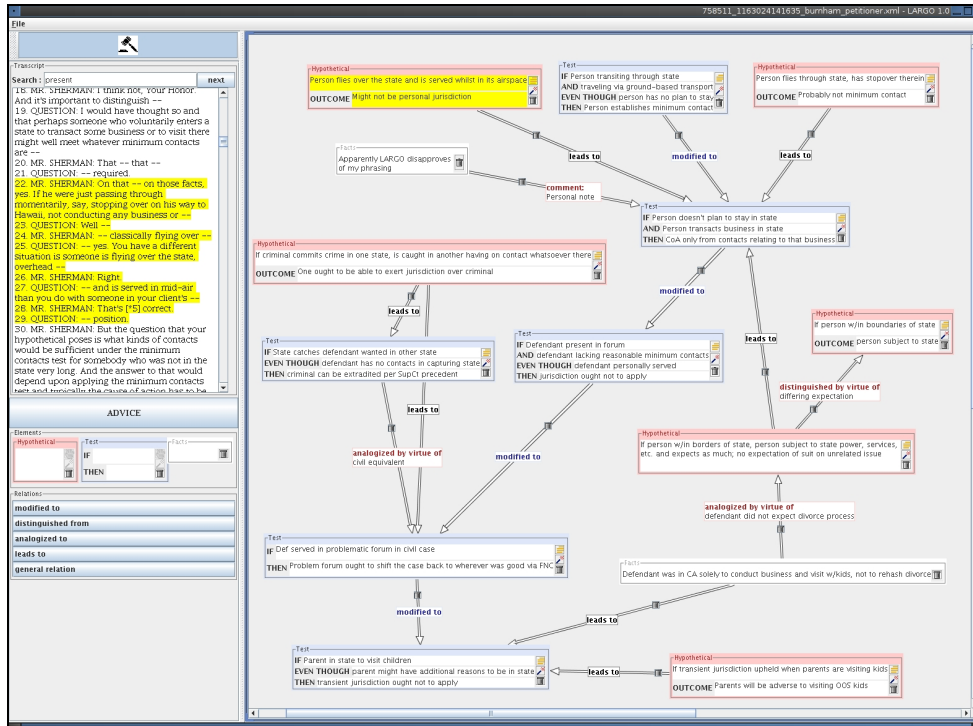 758511_1163024141635_burnham_petitioner.xml - LARGO 1.0
File
Transcript
Search : present
next
18. MR. SHERMAN: I think not, Your Honor.
And it's important to distinguish --
19. QUESTION: I would have thought so and
that perhaps someone who voluntarily enters a
state to transact some business or to visit there
might well meet whatever minimum contacts
are --
20. MR. SHERMAN: That -- that --
21. QUESTION: -- required.
22. MR. SHERMAN: On that -- on those facts,
yes. If he were just passing through
momentarily, say, stopping over on his way to
Hawaii, not conducting any business or --
23. QUESTION: Well --
24. MR. SHERMAN: -- classically flying over --
25. QUESTION: -- yes. You have a different
situation is someone is flying over the state,
overhead --
26. MR. SHERMAN: Right.
27. QUESTION: -- and is served in mid-air
than you do with someone in your client's --
28. MR. SHERMAN: That's [*5] correct.
29. QUESTION: -- position.
30. MR. SHERMAN: But the question that your
hypothetical poses is what kinds of contacts
would be sufficient under the minimum
contacts test for somebody who was not in the
state very long. And the answer to that would
depend upon applying the minimum contacts
test and typically the cause of action has to be
ADVICE
Elements
Hypothetical
Test
IF
THEN
Facts
Relations
modified to
distinguished from
analogized to
leads to
general relation
Hypothetical
Person flies over the state and is served whilst in its airspace
OUTCOME Might not be personal jurisdiction
Test
IF Person transiting through state
AND traveling via ground-based transport
EVEN THOUGH person has no plan to stay
THEN Person establishes minimum contact
Hypothetical
Person flies through state, has stopover therein
OUTCOME Probably not minimum contact
leads to
modified to
leads to
Facts
Apparently LARGO disapproves
of my phrasing
comment:
Personal note
Test
IF Person doesn't plan to stay in state
AND Person transacts business in state
THEN CoA only from contacts relating to that business
Hypothetical
If criminal commits crime in one state, is caught in another having on contact whatsoever there
OUTCOME One ought to be able to exert jurisdiction over criminal
leads to
modified to
Test
IF State catches defendant wanted in other state
EVEN THOUGH defendant has no contacts in capturing state
THEN criminal can be extradited per SupCt precedent
Test
IF Defendant present in forum
AND defendant lacking reasonable minimum contacts
EVEN THOUGH defendant personally served
THEN jurisdiction ought not to apply
leads to
Hypothetical
If person w/in boundaries of state
OUTCOME person subject to state
distinguished by virtue of
differing expectation
leads to
analogized by virtue of
civil equivalent
modified to
Hypothetical
If person w/in borders of state, person subject to state power, services,
etc. and expects as much; no expectation of suit on unrelated issue
analogized by virtue of
defendant did not expect divorce process
Test
IF Def served in problematic forum in civil case
THEN Problem forum ought to shift the case back to wherever was good via FNC
Facts
Defendant was in CA solely to conduct business and visit w/kids, not to rehash divorce
modified to
leads to
Test
IF Parent in state to visit children
EVEN THOUGH parent might have additional reasons to be in state
THEN transient jurisdiction ought not to apply
leads to
Hypothetical
If transient jurisdiction upheld when parents are visiting kids
OUTCOME Parents will be adverse to visiting OOS kids